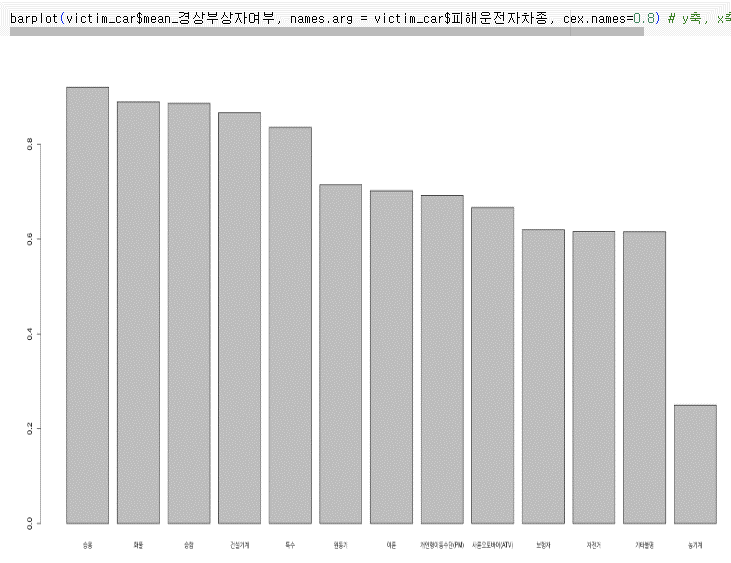 barplot(victim_car$mean_경상부상자여부, names.arg = victim_car$피해운전자차종, cex.names=0.8) # y축, x축
0.8
0.6
0.4
0.2
0.0
승용 화물 승합 건설기계 특수 원동기 이륜 개인형이동수단(PM) 사륜오토바이(ATV) 보행자 자전거 기타불명 농기계